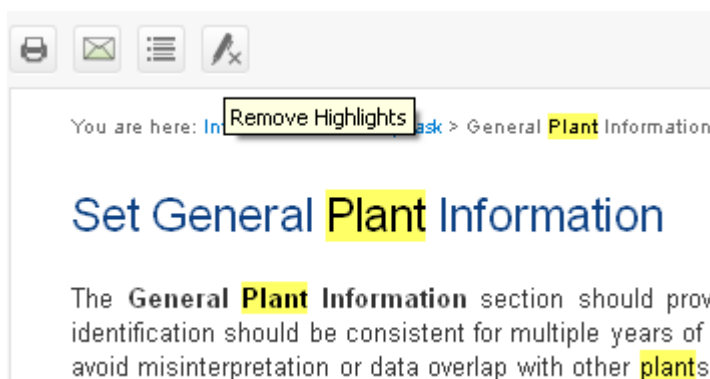 Remove Highlights
You are here: In ask > General Plant Information
Set General Plant Information
The General Plant Information section should prov
identification should be consistent for multiple years of
avoid misinterpretation or data overlap with other plants